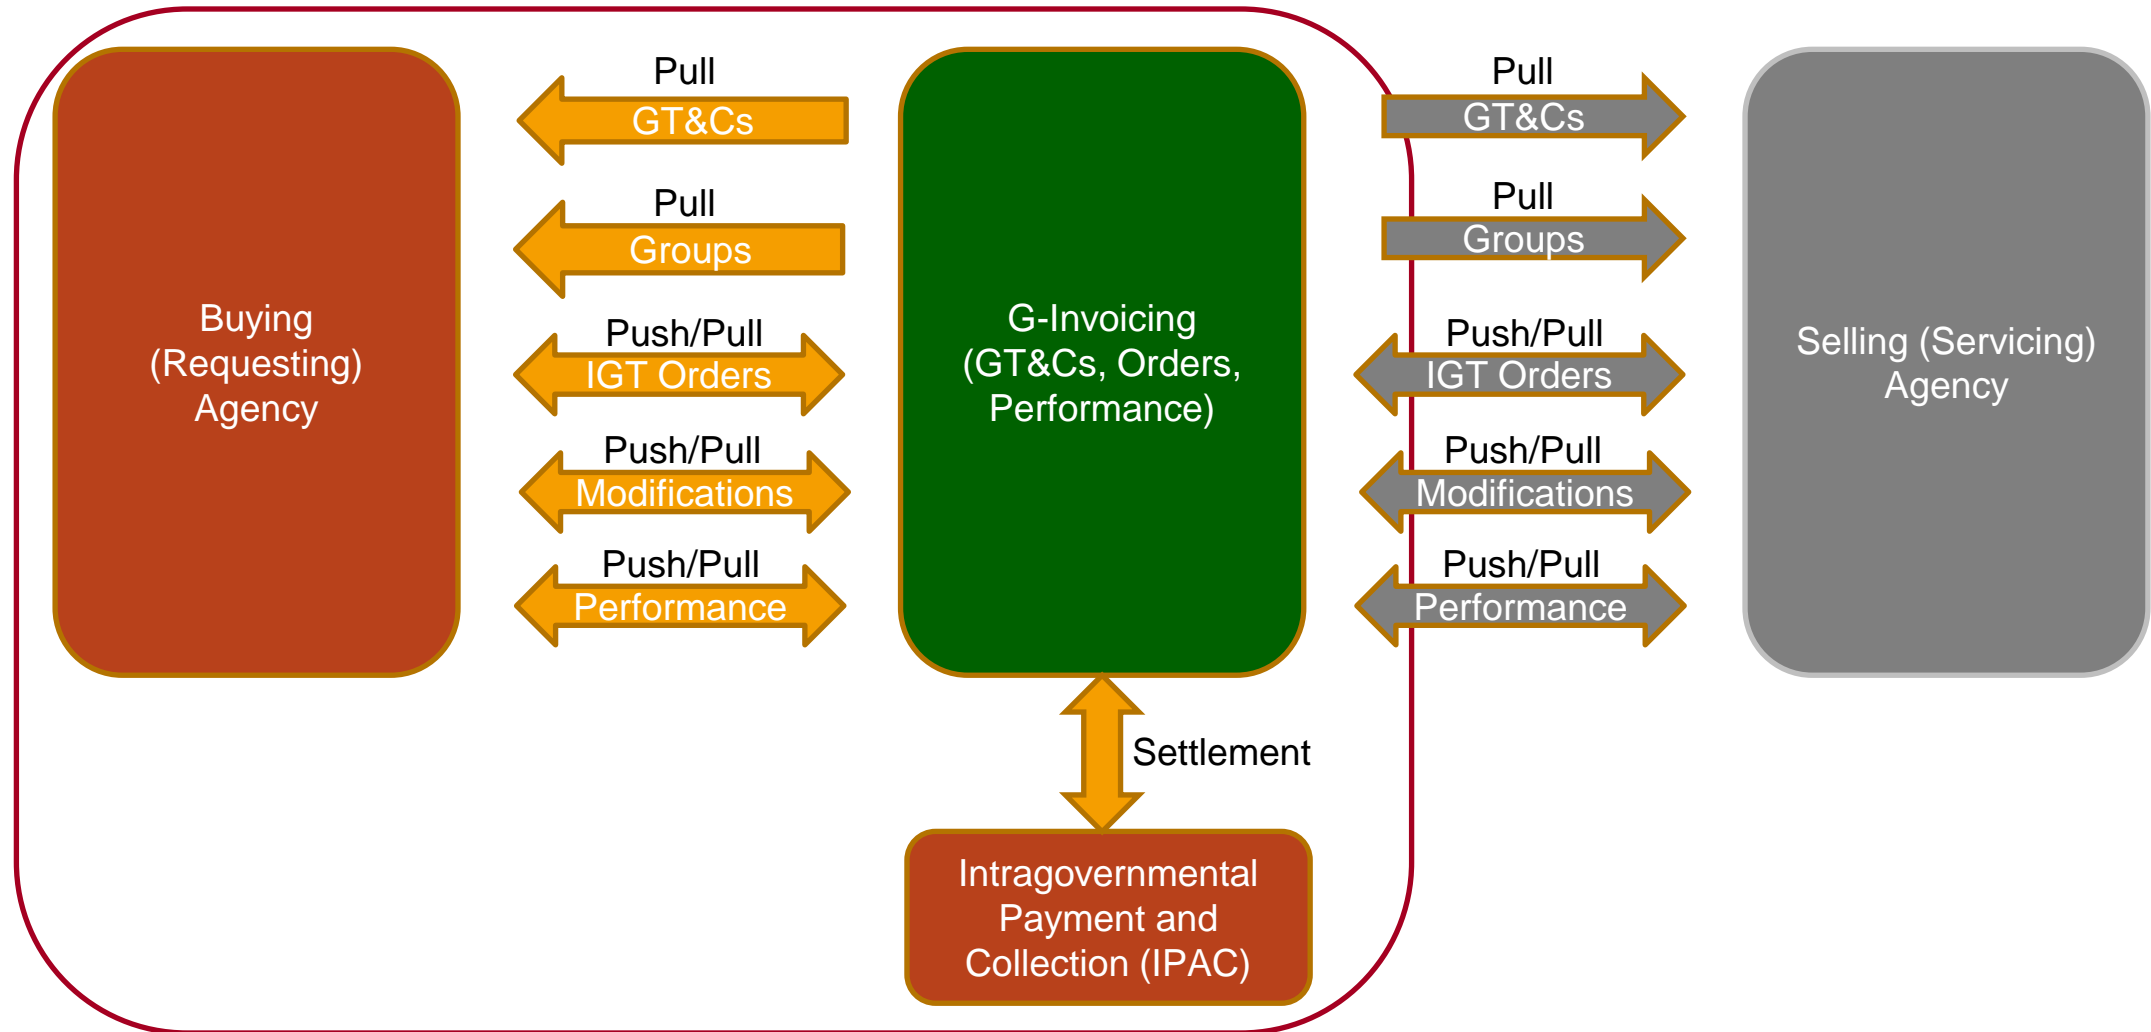 Buying
(Requesting)
Agency
Pull
GT&Cs
Pull
Groups
Push/Pull
IGT Orders
Push/Pull
Modifications
Push/Pull
Performance
G-Invoicing
(GT&Cs, Orders,
Performance)
Settlement
Intragovernmental
Payment and
Collection (IPAC)
Pull
GT&Cs
Pull
Groups
Push/Pull
IGT Orders
Push/Pull
Modifications
Push/Pull
Performance
Selling (Servicing)
Agency